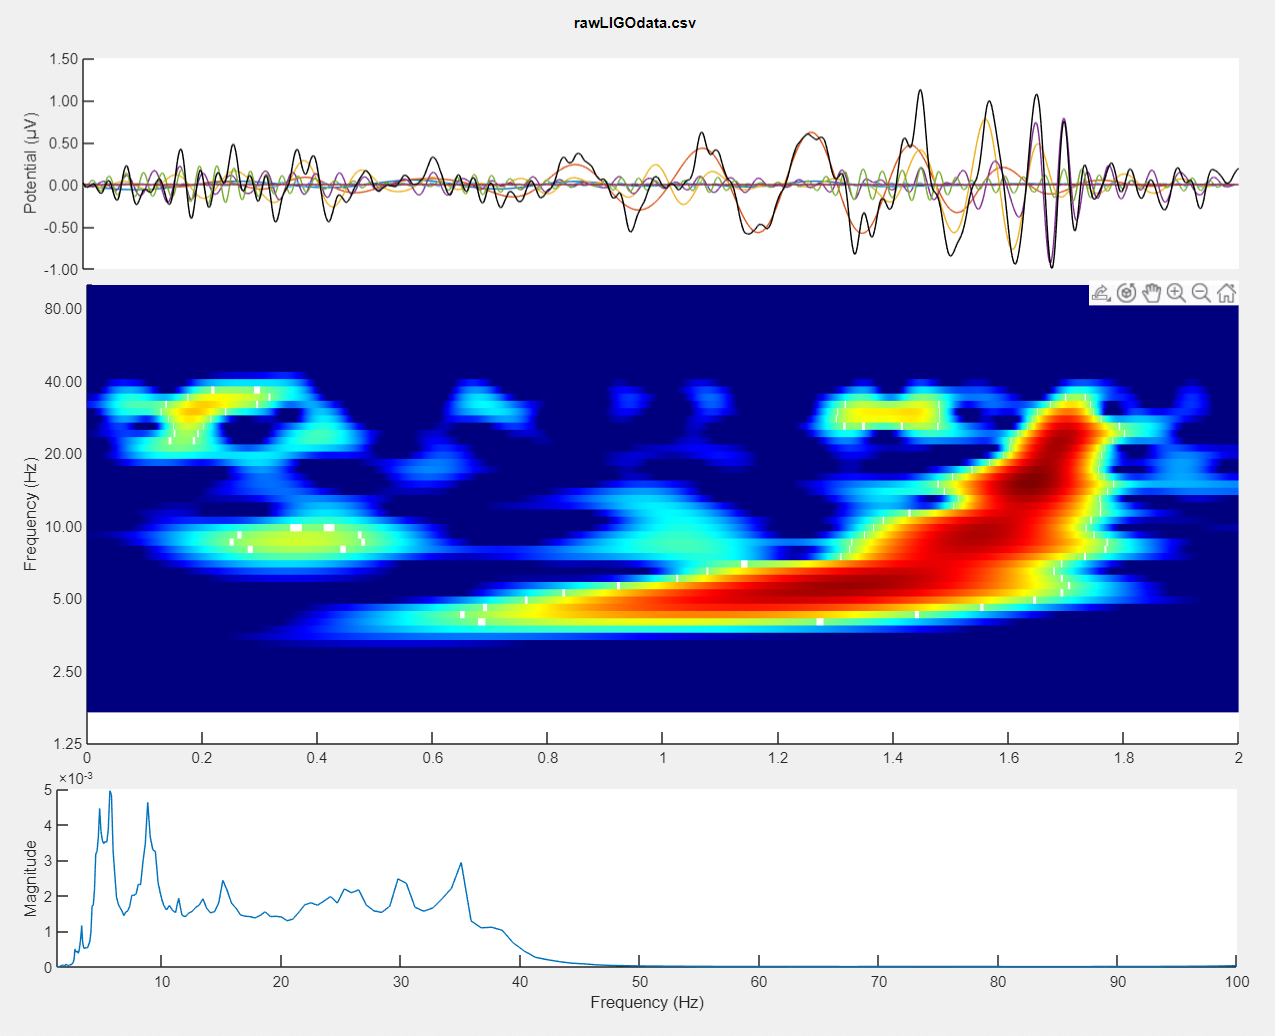 rawLIGOdata.csv
1.50
1.00
0.50
0.00
-0.50
-1.00
Potential (μV)
80.00
40.00
20.00
10.00
5.00
2.50
1.25
Frequency (Hz)
0 0.2 0.4 0.6 0.8 1 1.2 1.4 1.6 1.8 2
×10-3
5
4
3
2
1
0
Magnitude
10 20 30 40 50 60 70 80 90 100
Frequency (Hz)